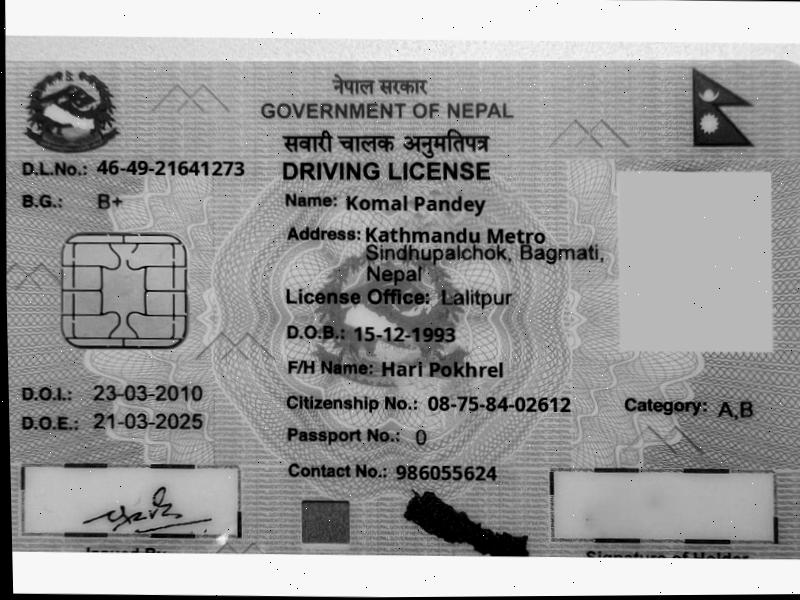 नेपाल सरकार
GOVERNMENT OF NEPAL
सवारी चालक अनुमतिपत्र
DRIVING LICENSE
D.L.No.: 46-49-21641273
B.G.: B+
Name: Komal Pandey
Address: Kathmandu Metro
Sindhupalchok, Bagmati,
Nepal
License Office: Lalitpur
D.O.B.: 15-12-1993
F/H Name: Hari Pokhrel
D.O.I.: 23-03-2010
D.O.E.: 21-03-2025
Citizenship No.: 08-75-84-02612
Category: A,B
Passport No.: 0
Contact No.: 986055624
Issued By
Signature of Holder